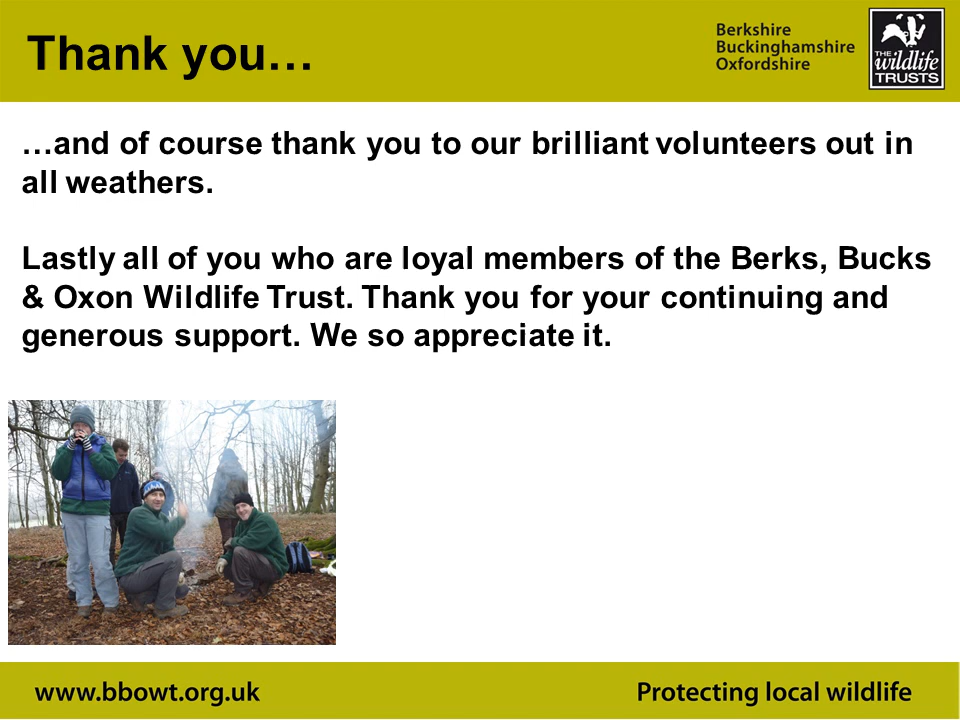 Thank you…
Berkshire
Buckinghamshire
Oxfordshire
THE
wildlife
TRUSTS
…and of course thank you to our brilliant volunteers out in
all weathers.
Lastly all of you who are loyal members of the Berks, Bucks
& Oxon Wildlife Trust. Thank you for your continuing and
generous support. We so appreciate it.
www.bbowt.org.uk
Protecting local wildlife